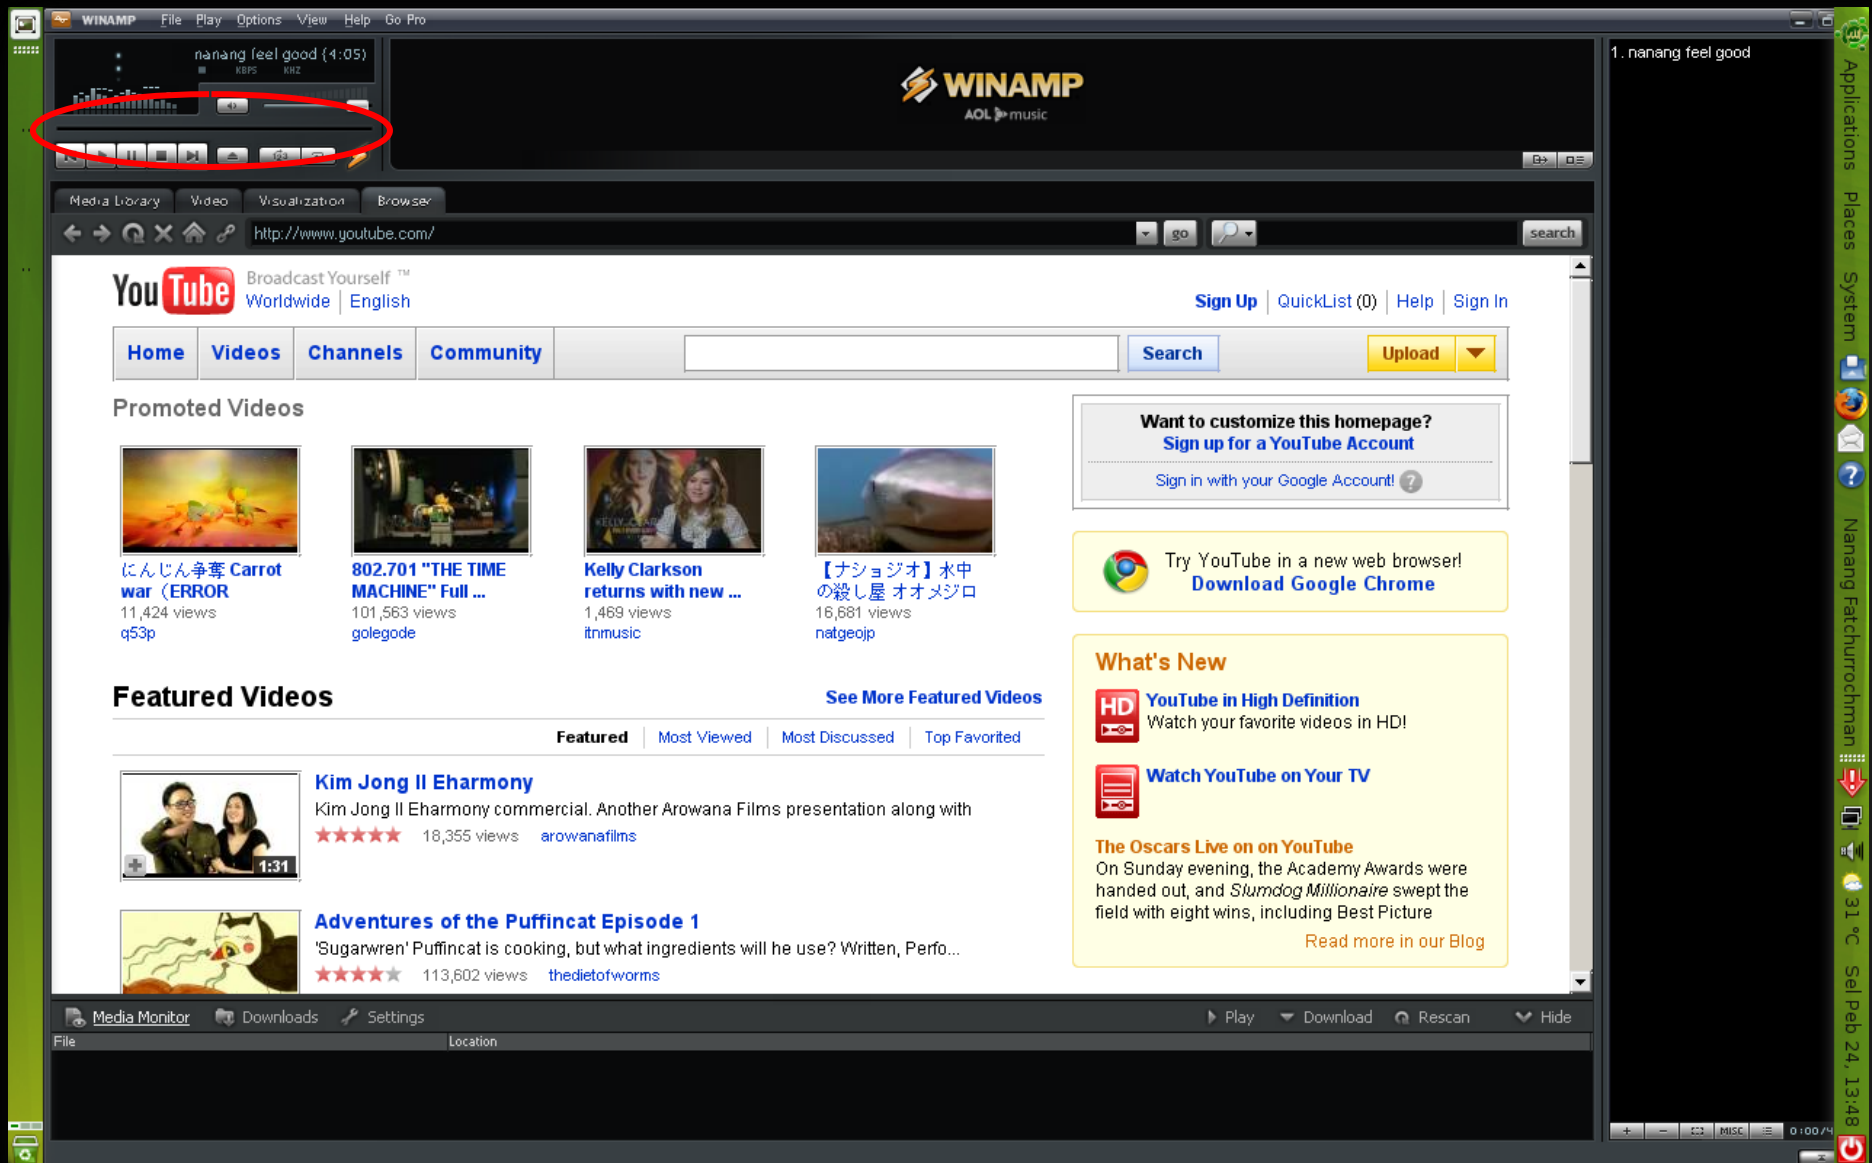 WINAMP File Play Options View Help Go Pro
nanang feel good (4:05)
KBPS KHZ
WINAMP
AOL music
1. nanang feel good
Media Library Video Visualization Browser
http://www.youtube.com/ go search
YouTube Broadcast Yourself ™
Worldwide English
Sign Up QuickList (0) Help Sign In
Home Videos Channels Community Search Upload
Promoted Videos
にんじん争奪 Carrot
war（ERROR
11,424 views
q53p
802.701 "THE TIME
MACHINE" Full ...
101,563 views
golegode
Kelly Clarkson
returns with new ...
1,469 views
itnmusic
【ナショジオ】水中
の殺し屋 オオメジロ
16,681 views
natgeojp
Want to customize this homepage?
Sign up for a YouTube Account
Sign in with your Google Account! ?
Try YouTube in a new web browser!
Download Google Chrome
What's New
HD
YouTube in High Definition
Watch your favorite videos in HD!
Watch YouTube on Your TV
The Oscars Live on on YouTube
On Sunday evening, the Academy Awards were
handed out, and Slumdog Millionaire swept the
field with eight wins, including Best Picture
Read more in our Blog
Featured Videos See More Featured Videos
Featured Most Viewed Most Discussed Top Favorited
Kim Jong Il Eharmony
Kim Jong Il Eharmony commercial. Another Arowana Films presentation along with
18,355 views arowanafilms
1:31
Adventures of the Puffincat Episode 1
'Sugarwren' Puffincat is cooking, but what ingredients will he use? Written, Perfo...
113,602 views thedietofworms
Media Monitor Downloads Settings Play Download Rescan Hide
File Location
MISC 0:00/4
Applications Places System
Nanang Fatchurrochman
31 °C Sel Peb 24, 13:48